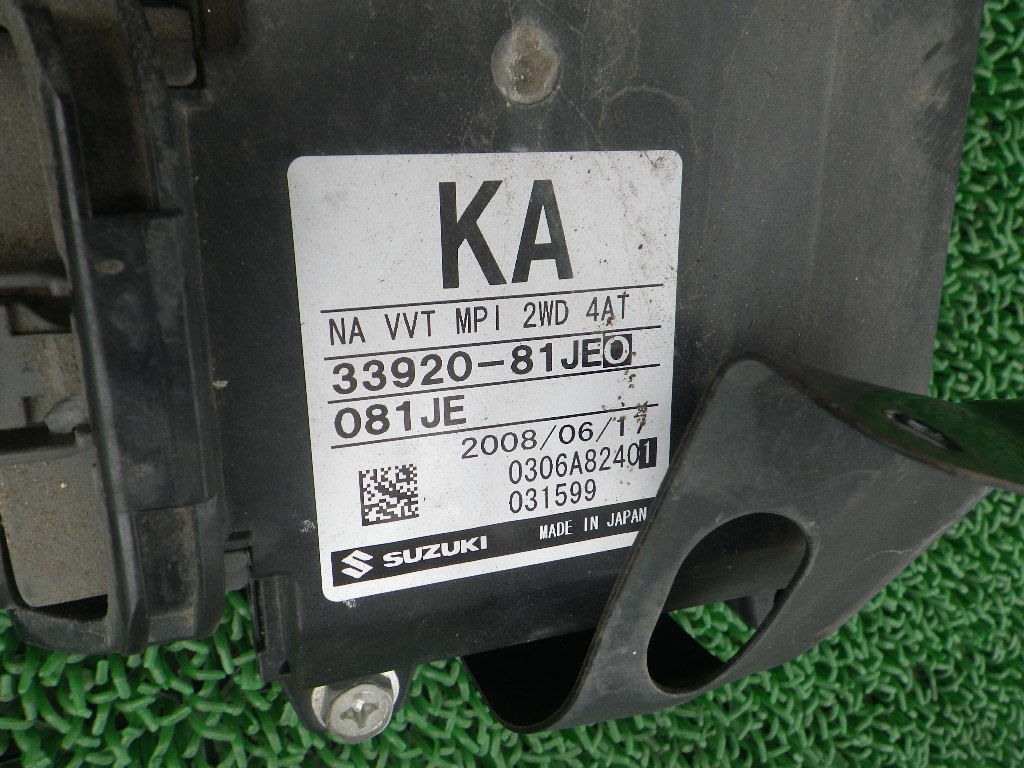 KA
NA VVT MPI 2WD 4AT
33920-81JE0
081JE
2008/06/17
0306A82401
031599
SUZUKI MADE IN JAPAN